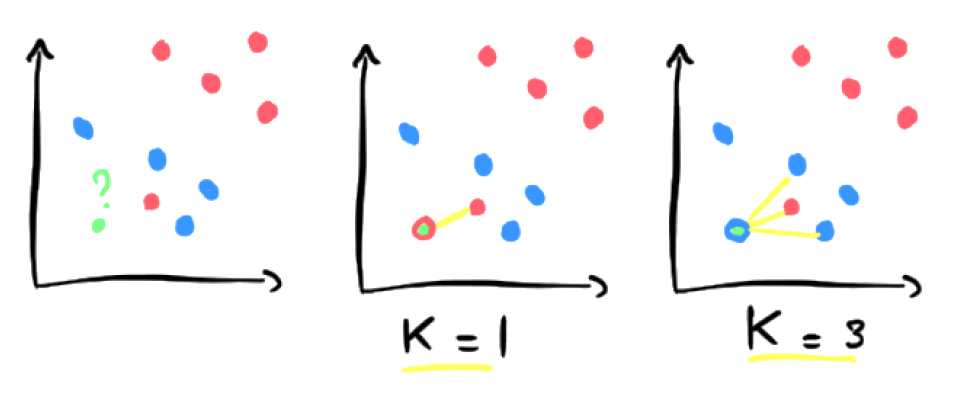 ?
K = 1
K = 3